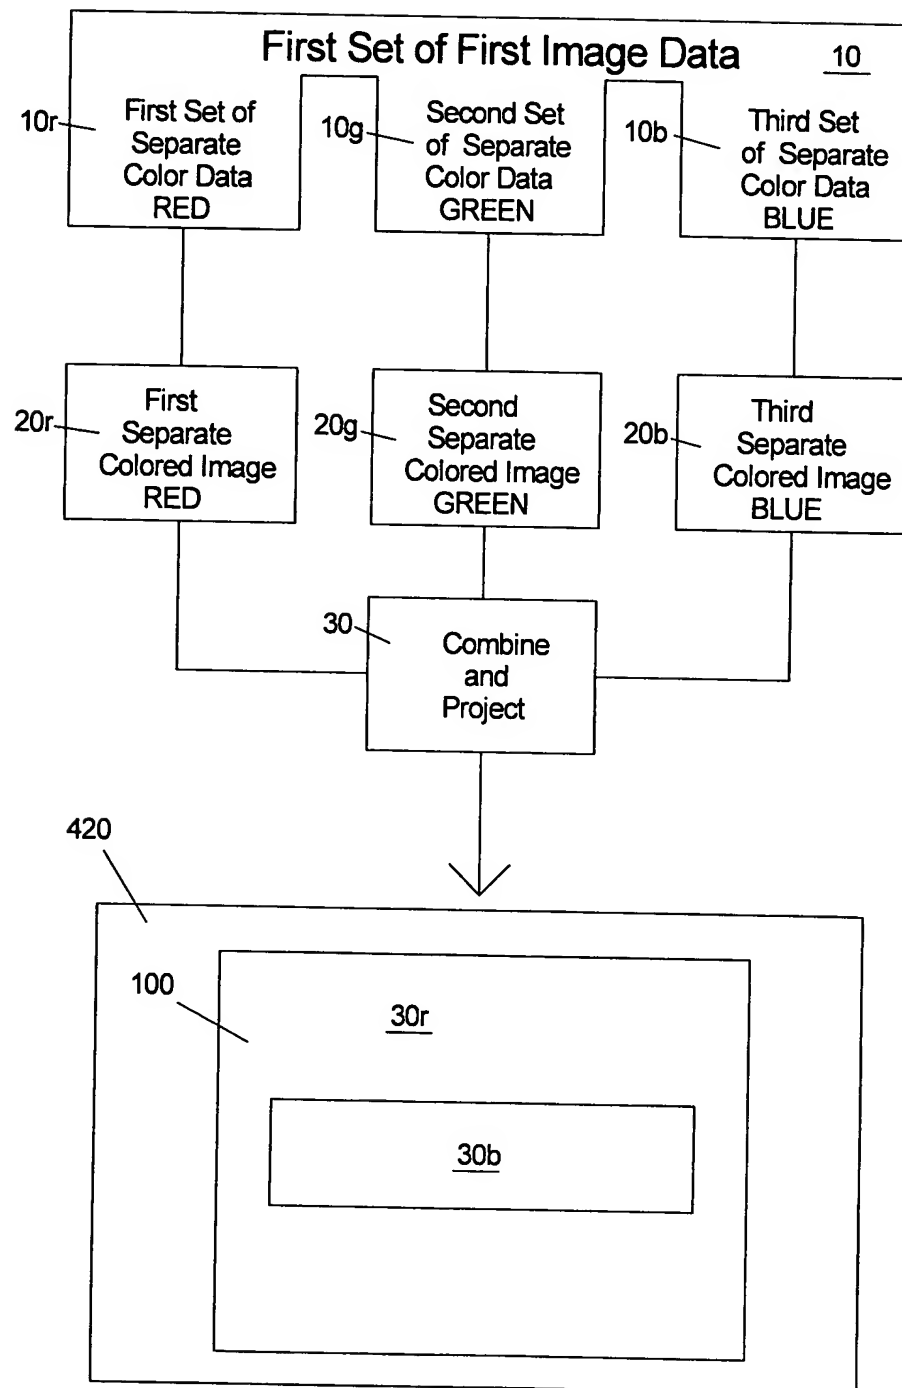 First Set of First Image Data 10
10r
First Set of
Separate
Color Data
RED
10g
Second Set
of Separate
Color Data
GREEN
10b
Third Set
of Separate
Color Data
BLUE
20r
First
Separate
Colored Image
RED
20g
Second
Separate
Colored Image
GREEN
20b
Third
Separate
Colored Image
BLUE
30
Combine
and
Project
420
100
30r
30b